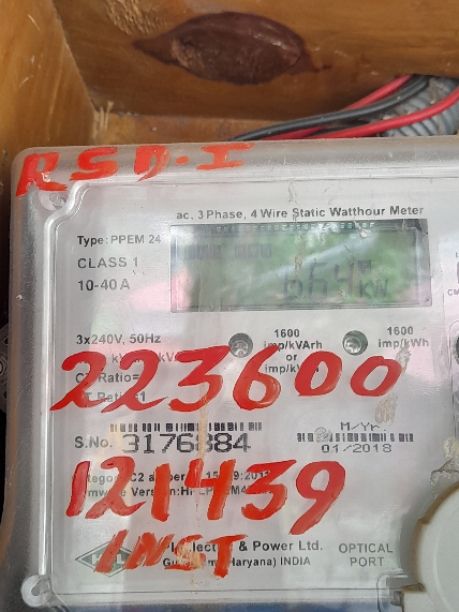 RSD-I
ac, 3 Phase, 4 Wire Static Watthour Meter
Type: PPEM 24
CLASS 1
10-40 A
kW
3x240V, 50Hz
1600
imp/kVArh
or
1600
imp/kWh
223600
Ratio=
M/Yr.
S.No. 3176884
01/2018
121439
INST
& Power Ltd.
OPTICAL
PORT
(Haryana) INDIA